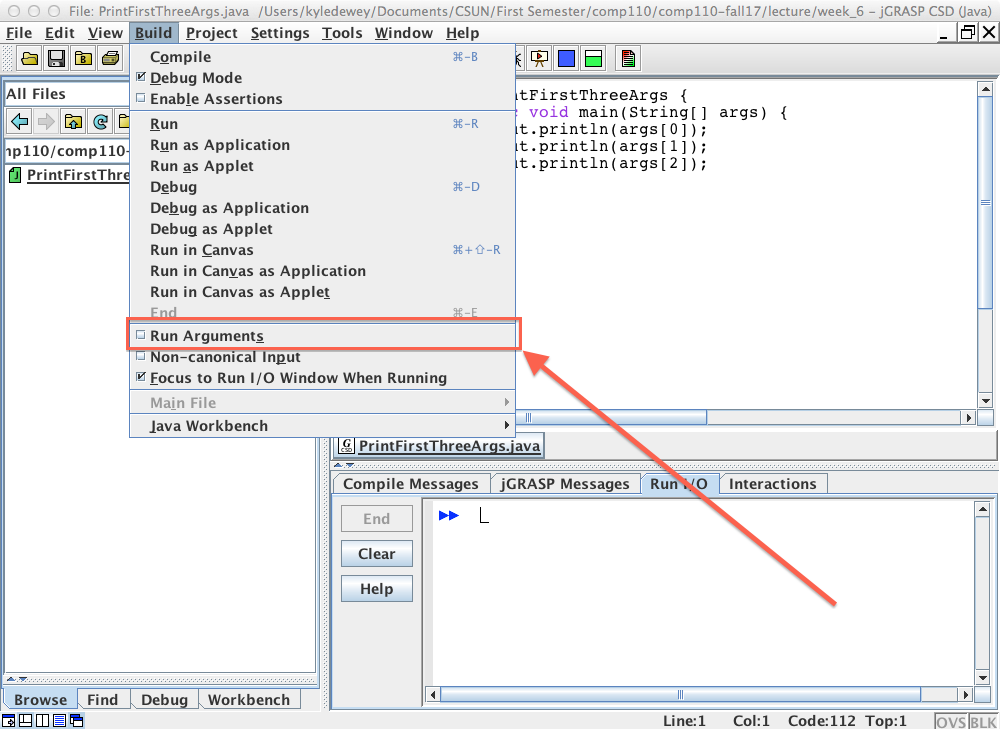 File: PrintFirstThreeArgs.java /Users/kyledewey/Documents/CSUN/First Semester/comp110/comp110-fall17/lecture/week_6 – jGRASP CSD (Java)
File Edit View Build Project Settings Tools Window Help
Compile ⌘-B
Debug Mode
Enable Assertions
Run ⌘-R
Run as Application
Run as Applet
Debug ⌘-D
Debug as Application
Debug as Applet
Run in Canvas ⌘+⇧-R
Run in Canvas as Application
Run in Canvas as Applet
End ⌘-E
Run Arguments
Non-canonical Input
Focus to Run I/O Window When Running
Main File
Java Workbench
All Files
mp110/comp110-
PrintFirstThre
ntFirstThreeArgs {
void main(String[] args) {
ut.println(args[0]);
ut.println(args[1]);
ut.println(args[2]);
G CSD PrintFirstThreeArgs.java
Compile Messages jGRASP Messages Run I/O Interactions
End
Clear
Help
Browse Find Debug Workbench
Line:1 Col:1 Code:112 Top:1 OVS BLK